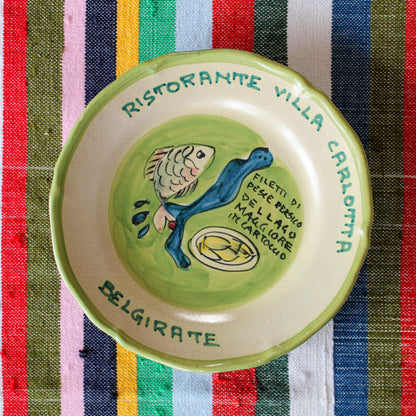 RISTORANTE VILLA CARLOTTA
FILETTI DI
PESCE PERSICO
DEL LAGO
MAGGIORE
IN CARTOCCIO
BELGIRATE